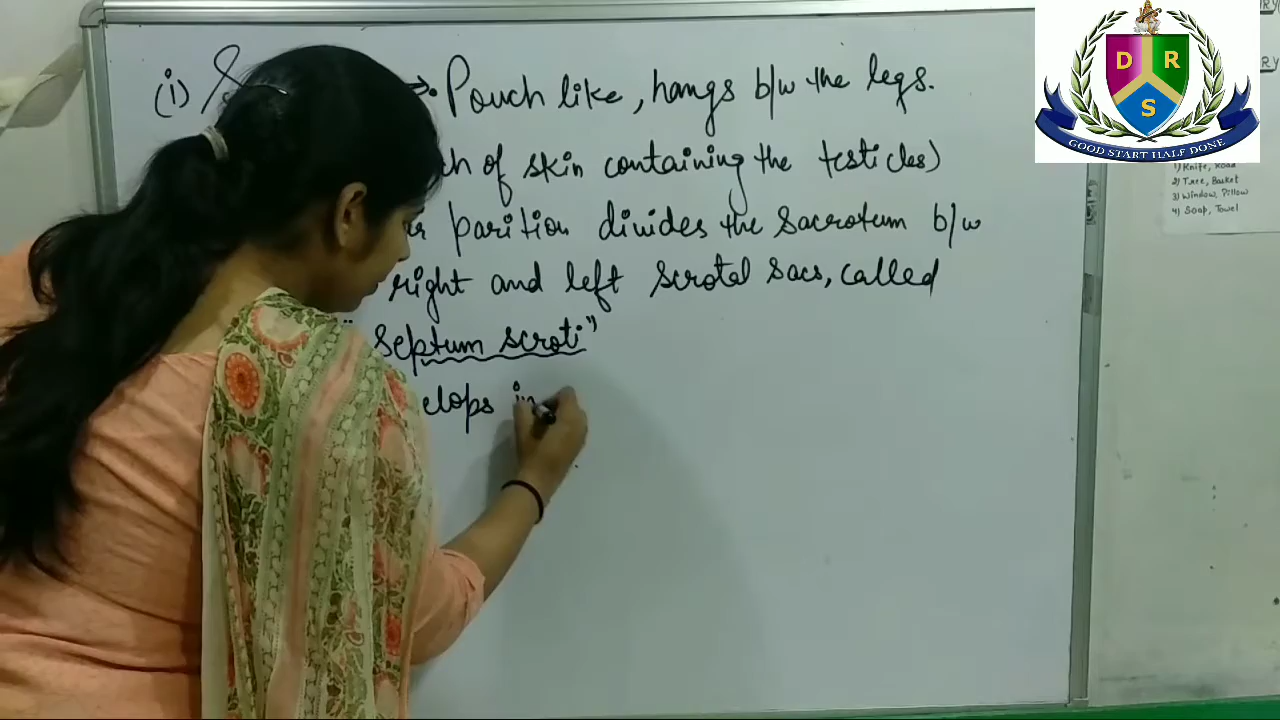 (i) S → • Pouch like, hangs b/w the legs.
of skin containing the testicles)
parition divides the sacrotum b/w
right and left scrotal sacs, called
" septum scroti"
elops in
D R
S
GOOD START HALF DONE
1) Knife, Road
2) Tree, Basket
3) Window, Pillow
4) Soap, Towel